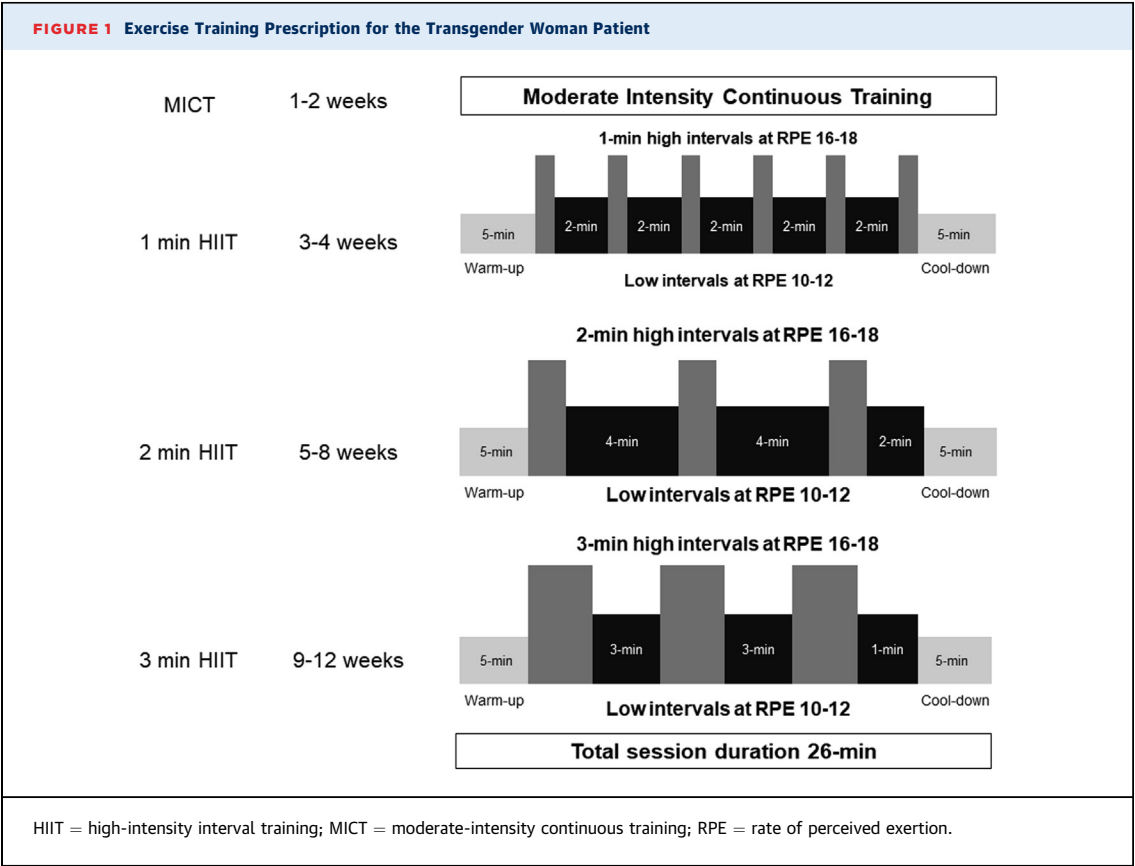 FIGURE 1 Exercise Training Prescription for the Transgender Woman Patient
MICT 1-2 weeks Moderate Intensity Continuous Training
1-min high intervals at RPE 16-18
1 min HIIT 3-4 weeks 5-min 2-min 2-min 2-min 2-min 2-min 5-min
Warm-up Cool-down
Low intervals at RPE 10-12
2-min high intervals at RPE 16-18
2 min HIIT 5-8 weeks 5-min 4-min 4-min 2-min 5-min
Warm-up Low intervals at RPE 10-12 Cool-down
3-min high intervals at RPE 16-18
3 min HIIT 9-12 weeks 5-min 3-min 3-min 1-min 5-min
Warm-up Low intervals at RPE 10-12 Cool-down
Total session duration 26-min
HIIT = high-intensity interval training; MICT = moderate-intensity continuous training; RPE = rate of perceived exertion.